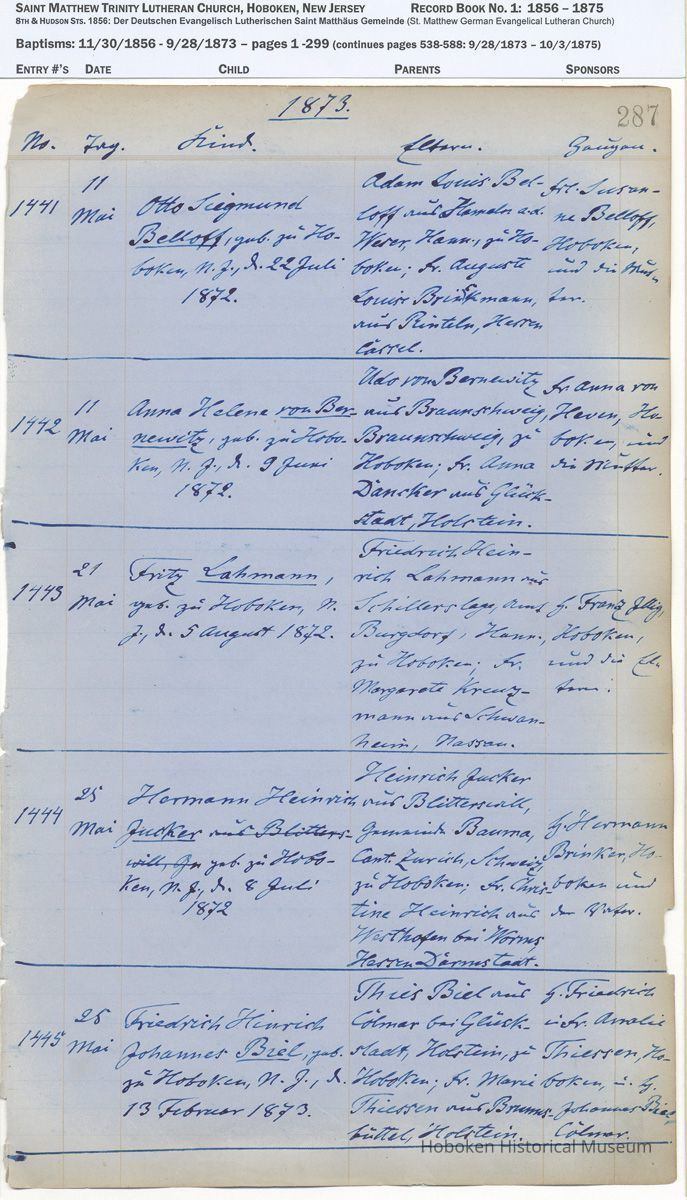 SAINT MATTHEW TRINITY LUTHERAN CHURCH, HOBOKEN, NEW JERSEY RECORD BOOK NO. 1: 1856 – 1875
8TH & HUDSON STS. 1856: Der Deutschen Evangelisch Lutherischen Saint Matthäus Gemeinde (St. Matthew German Evangelical Lutheran Church)
Baptisms: 11/30/1856 - 9/28/1873 – pages 1 -299 (continues pages 538-588: 9/28/1873 – 10/3/1875)
ENTRY #'S DATE CHILD PARENTS SPONSORS
1873.
287
No. Tag. Kind. Eltern. Zeugen.
1441
11
Mai
Otto Siegmund
Belloff, geb. zu Ho-
boken, N. J., d. 22 Juli
1872.
Adam Louis Bel-
loff aus Hameln a.d.
Weser, Hann., zu Ho-
boken; Fr. Auguste
Louise Brinkmann,
aus Rinteln, Hessen
Cassel.
Frl. Susan-
ne Belloff,
Hoboken,
und die Mut-
ter.
1442
11
Mai
Anna Helene von Ber-
newitz, geb. zu Hobo-
ken, N. J., d. 9 Juni
1872.
Udo von Bernewitz
aus Braunschweig,
Braunschweig, zu
Hoboken; Fr. Anna
Däncker aus Glück-
stadt, Holstein.
Fr. Anna von
Heven, Ho-
boken, und
die Mutter.
1443
21
Mai
Fritz Lahmann,
geb. zu Hoboken, N.
J., d. 5 August 1872.
Friedrich Hein-
rich Lahmann aus
Schillerslage, Amt
Burgdorf, Hann.,
zu Hoboken; Fr.
Margarete Kreuz-
mann aus Schwan-
heim, Nassau.
H. Franz Illig,
Hoboken,
und die El-
tern.
1444
25
Mai
Hermann Heinrich
Jucker aus Blitters-
will, Ge geb. zu Hobo-
ken, N. J., d. 8 Juli
1872
Heinrich Jucker
aus Blitterswill,
Gemeinde Bauma,
Cant. Zürich, Schweiz,
zu Hoboken; Fr. Chris-
tine Heinrich aus
Westhofen bei Worms,
Hessen Darmstadt.
H. Hermann
Brinker, Ho-
boken und
der Vater.
1445
25
Mai
Friedrich Hinrich
Johannes Biel, geb.
zu Hoboken, N. J., d.
13 Februar 1873.
Thies Biel aus
Cölmar bei Glück-
stadt, Holstein, zu
Hoboken; Fr. Marie
Thiessen aus Bruns-
büttel, Holstein.
H. Friedrich
u. Fr. Amalie
Thiessen, Ho-
boken, u. H.
Johannes Biel,
Cölmar.
Hoboken Historical Museum